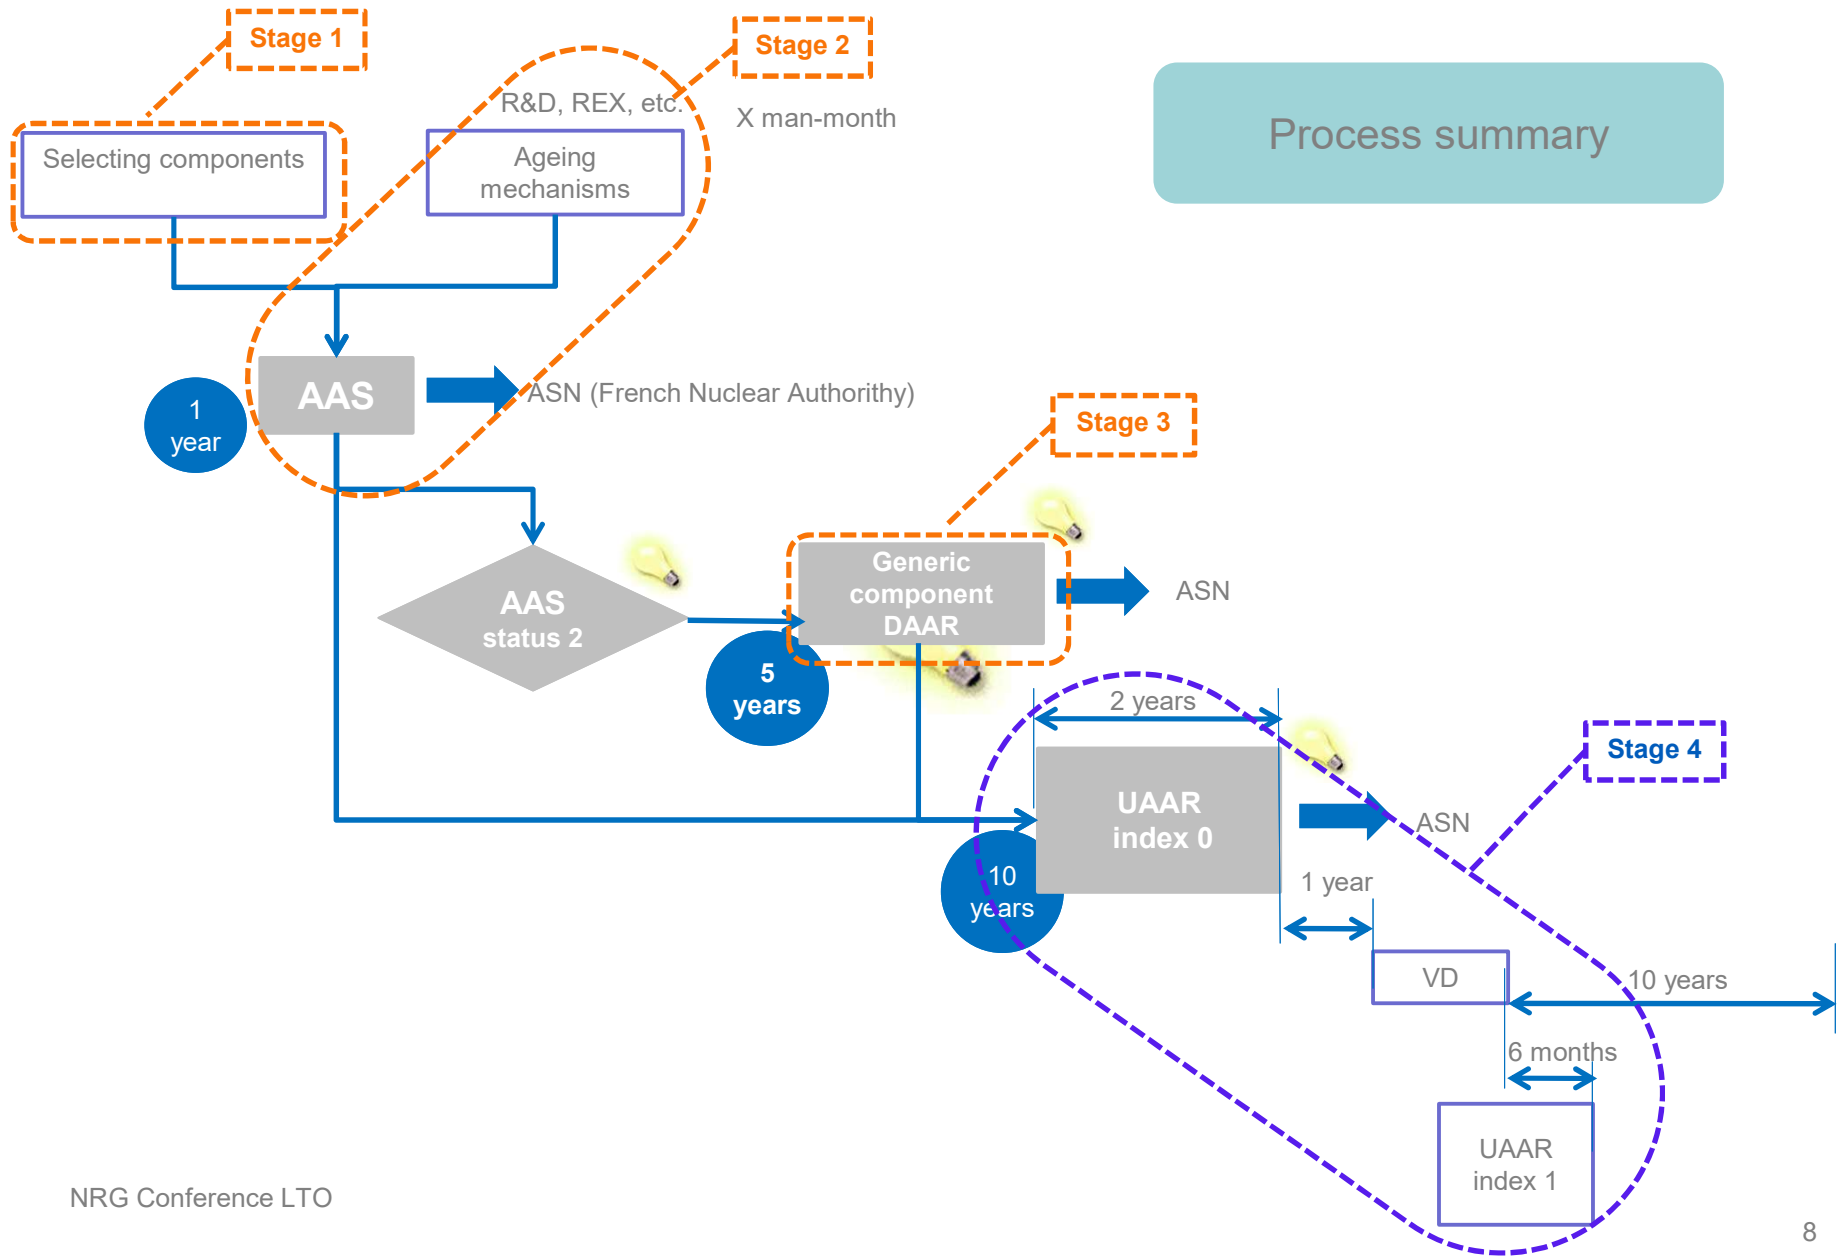 Stage 1
Stage 2
R&D, REX, etc.
X man-month
Process summary
Selecting components
Ageing
mechanisms
AAS
ASN (French Nuclear Authorithy)
1
year
Stage 3
AAS
status 2
Generic
component
DAAR
ASN
5
years
2 years
Stage 4
UAAR
index 0
ASN
10
years
1 year
VD
10 years
6 months
UAAR
index 1
NRG Conference LTO
8